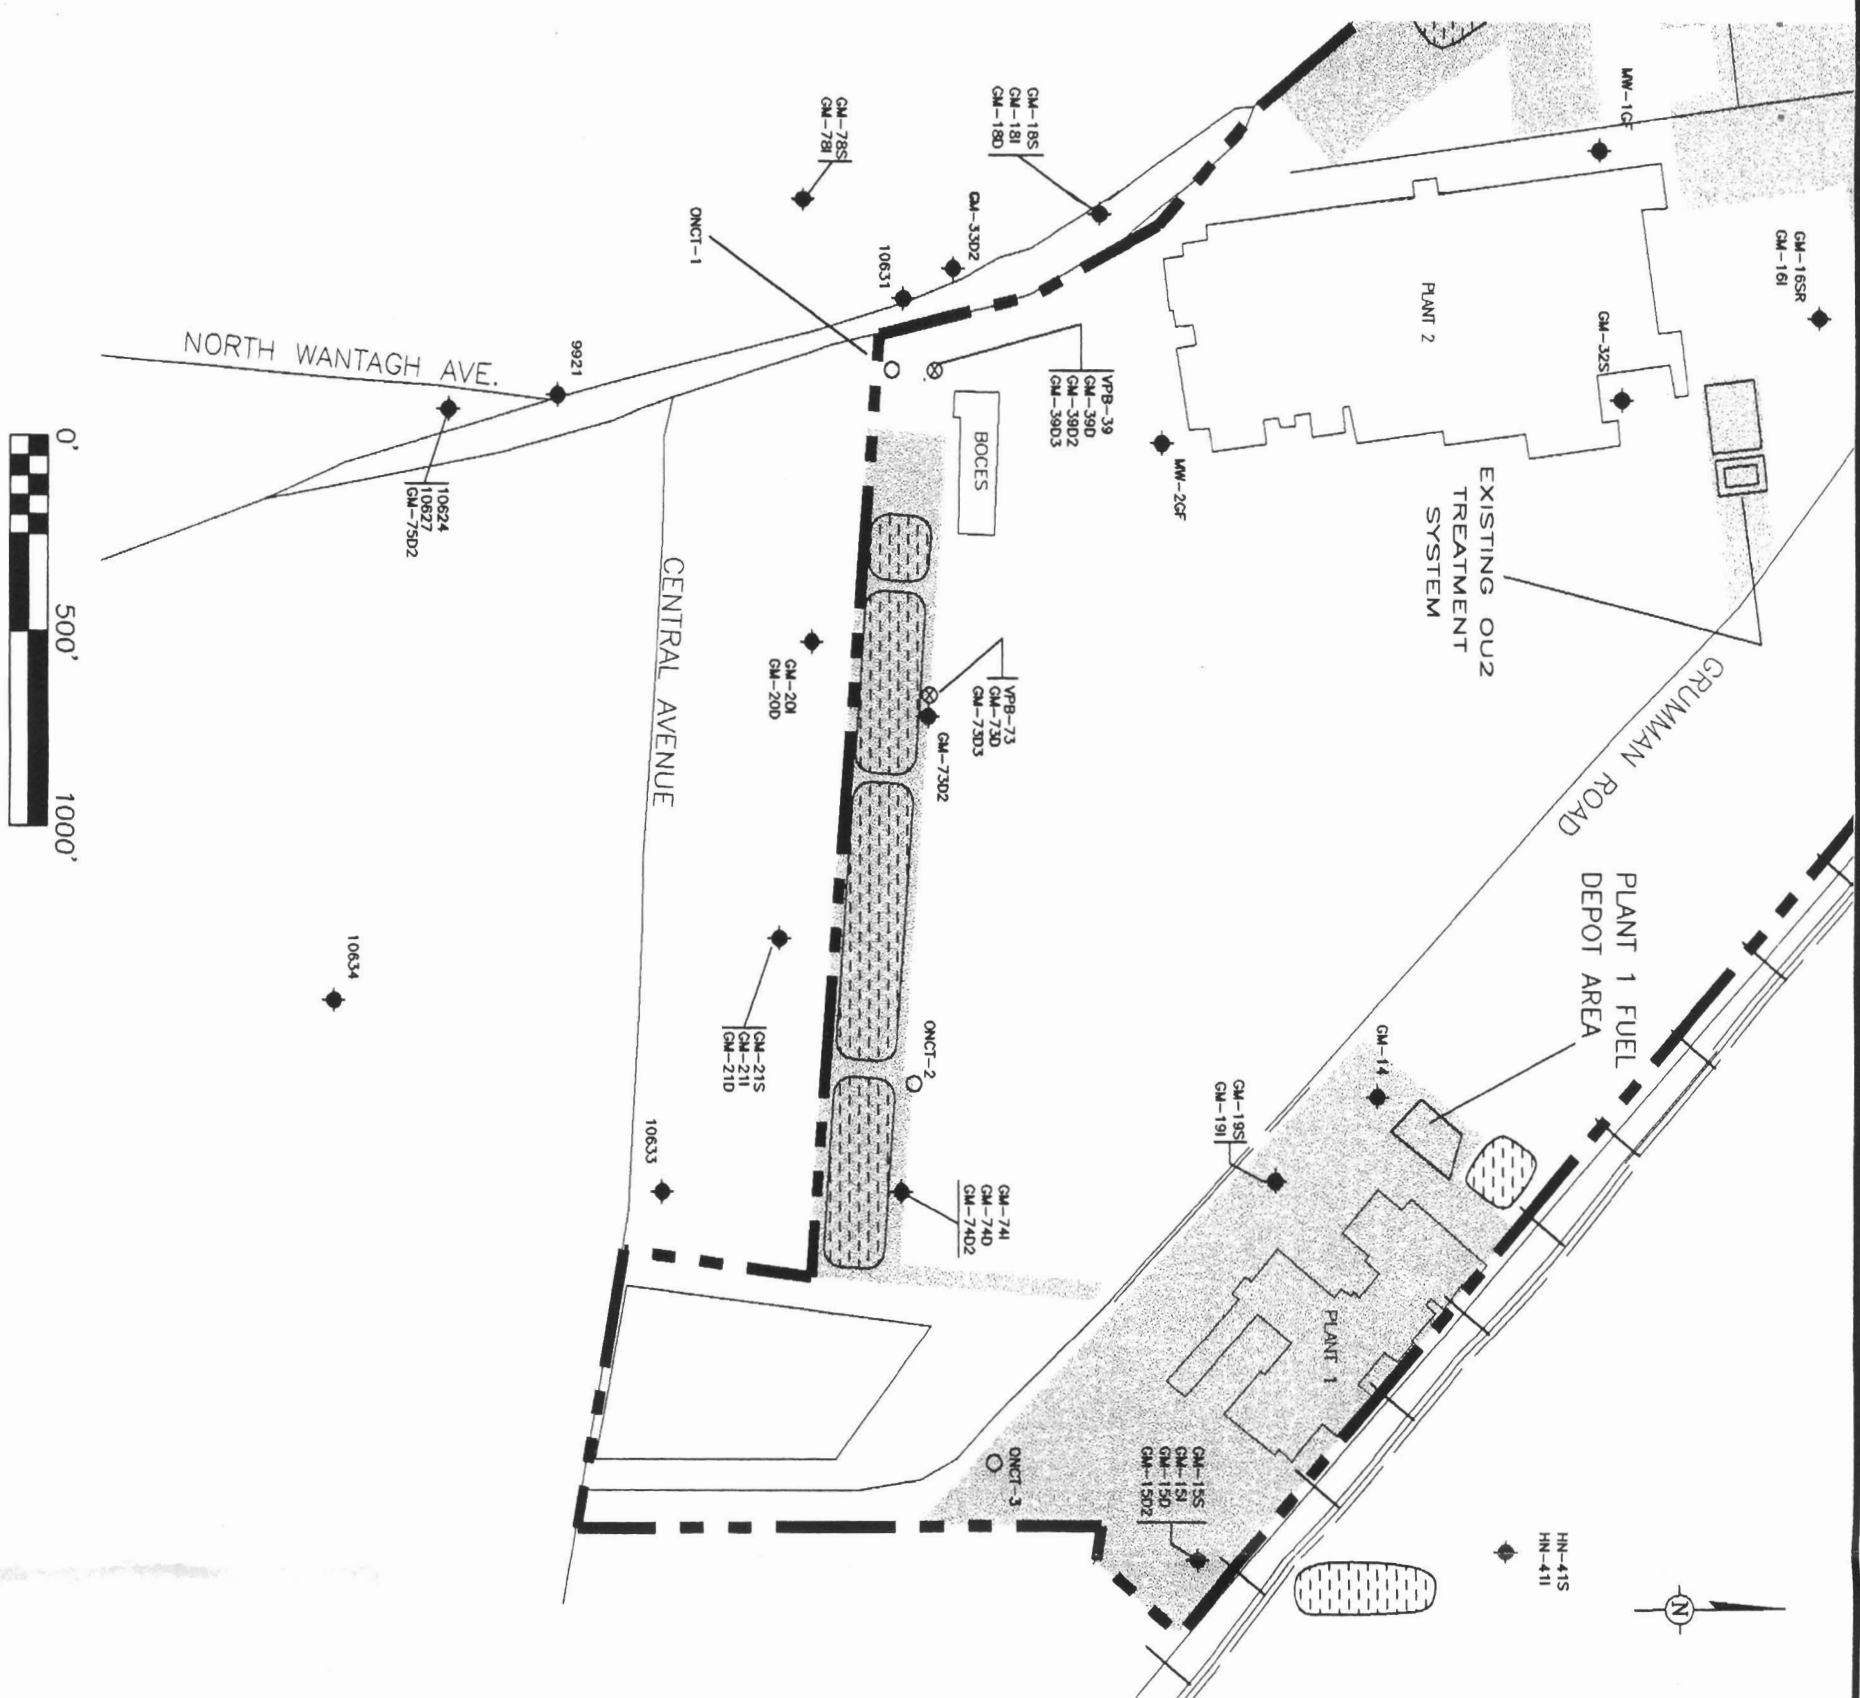 MW-1GF
GM-16SR
GM-16I
GM-18S
GM-18I
GM-18D
GM-78S
GM-78I
GM-33D2
10631
ONCT-1
PLANT 2
GM-32S
VPB-39
GM-39D
GM-39D2
GM-39D3
MW-2GF
BOCES
NORTH WANTAGH AVE.
9921
10624
10627
GM-75D2
EXISTING OU2
TREATMENT
SYSTEM
GRUMMAN ROAD
CENTRAL AVENUE
GM-20I
GM-20D
VPB-73
GM-73D
GM-73D3
GM-73D2
0'
500'
1000'
PLANT 1 FUEL
DEPOT AREA
GM-14
GM-19S
GM-19I
10634
GM-21S
GM-21I
GM-21D
ONCT-2
10633
GM-74I
GM-74D
GM-74D2
PLANT 1
ONCT-3
GM-15S
GM-15I
GM-15D
GM-15D2
HN-41S
HN-41I
N